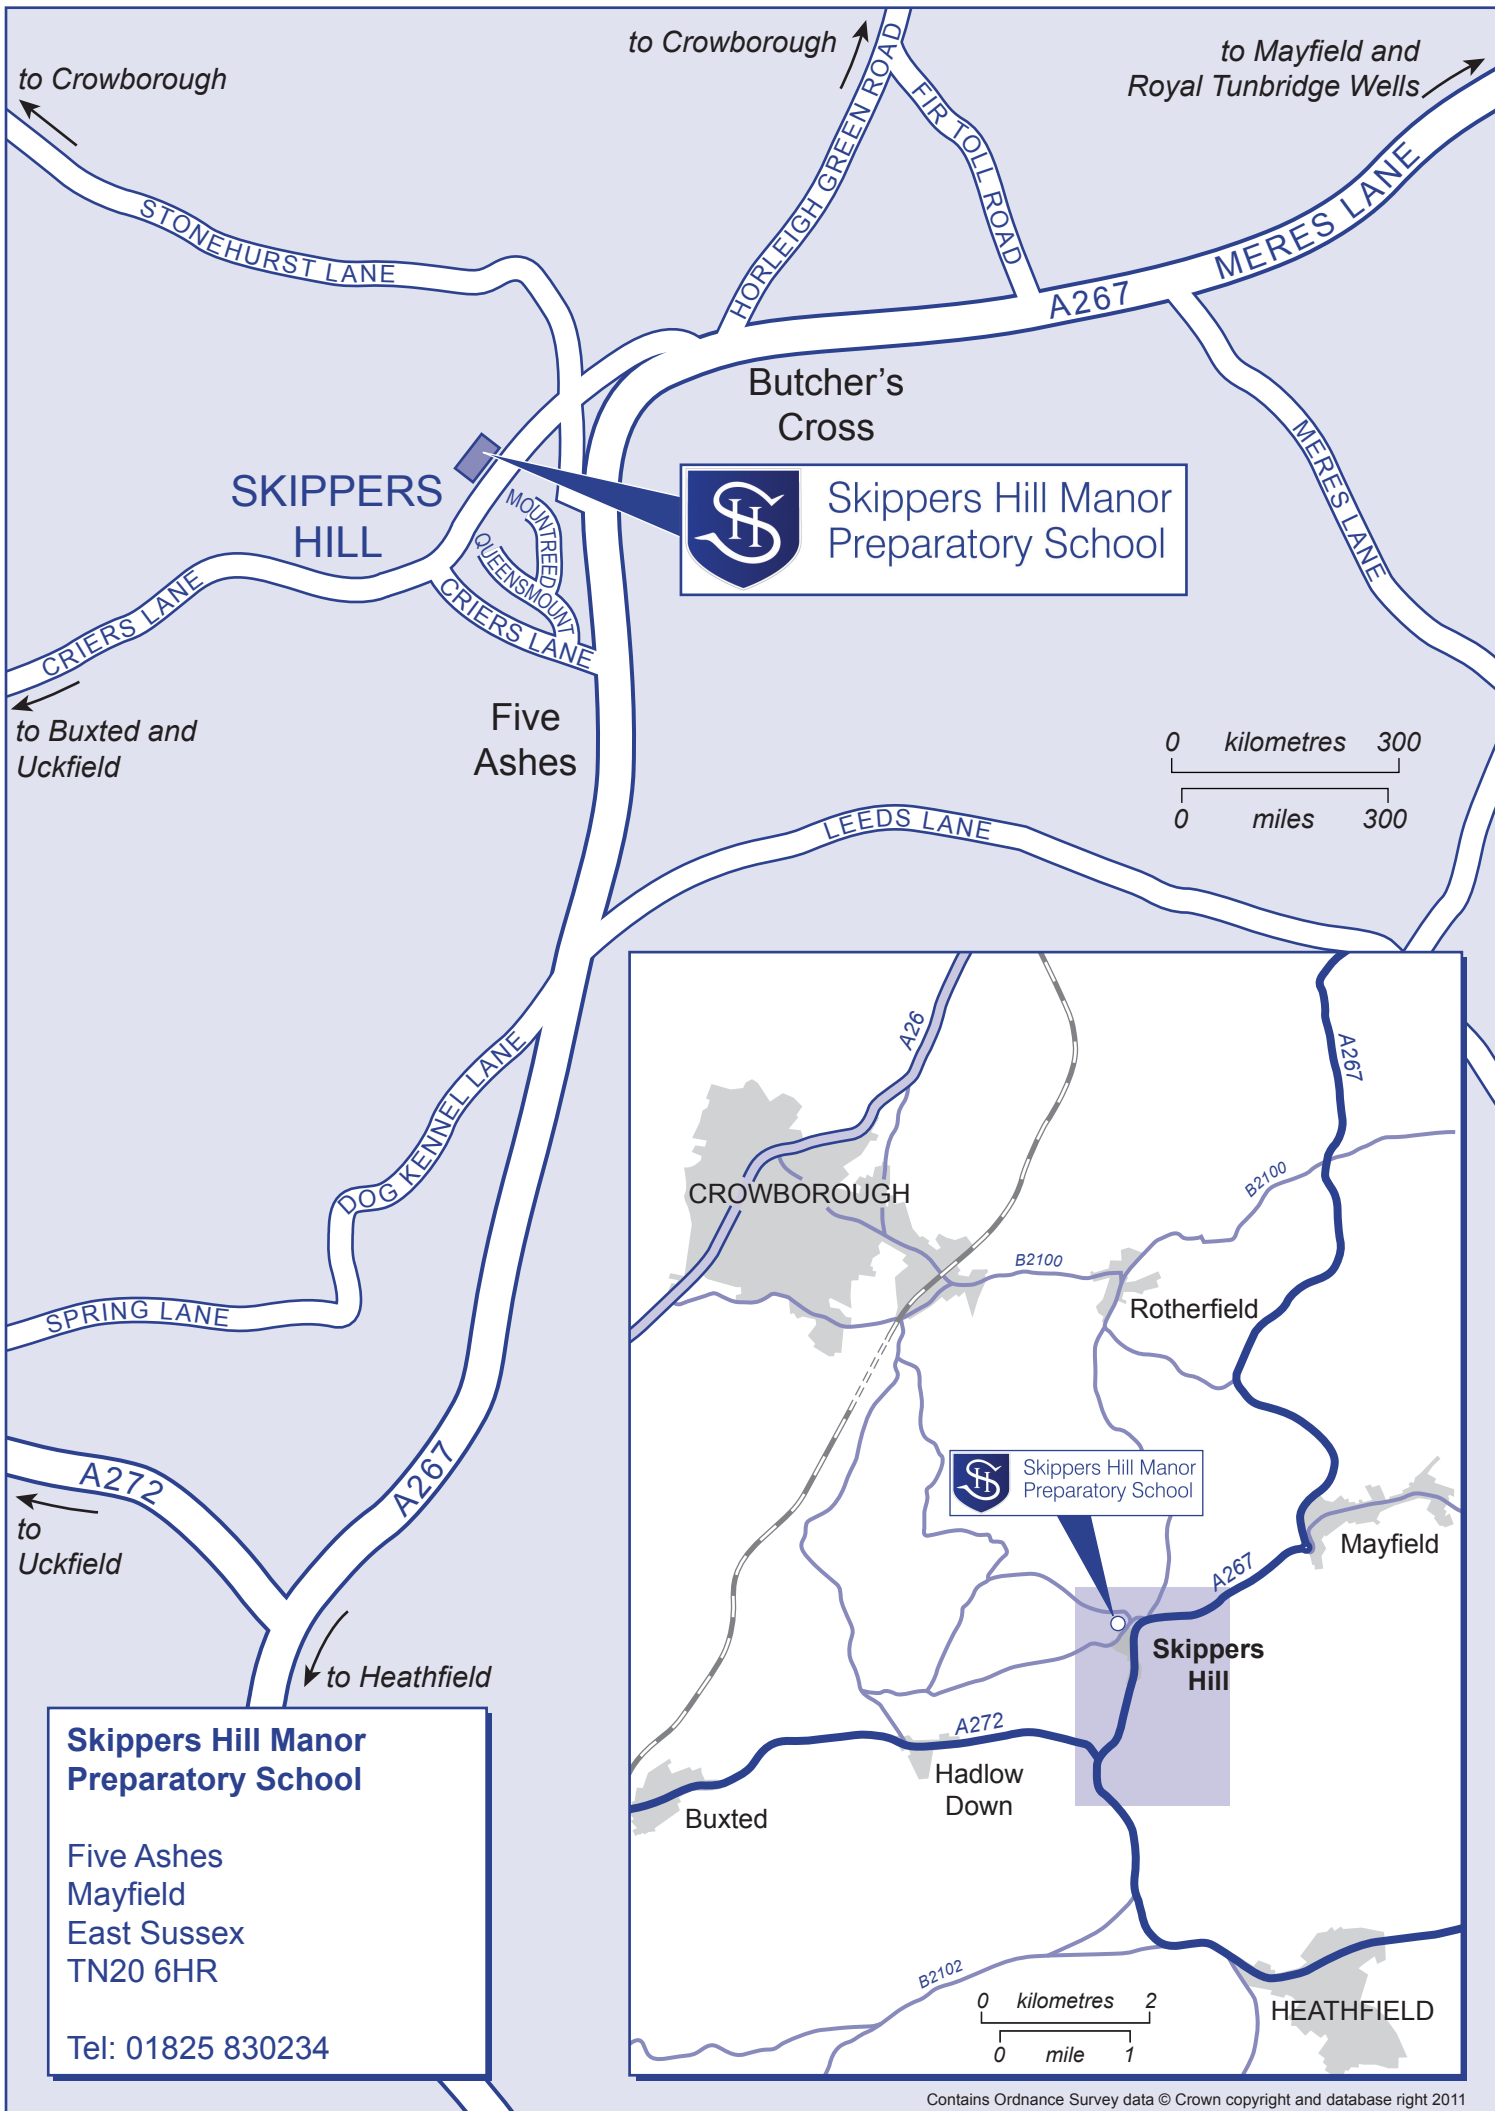 to Crowborough
to Crowborough
to Mayfield and
Royal Tunbridge Wells
STONEHURST LANE
HORLEIGH GREEN ROAD
FIR TOLL ROAD
A267
MERES LANE
MERES LANE
Butcher's
Cross
SKIPPERS
HILL
SH
Skippers Hill Manor
Preparatory School
MOUNTREED
QUEENSMOUNT
CRIERS LANE
CRIERS LANE
to Buxted and
Uckfield
Five
Ashes
0 kilometres 300
0 miles 300
LEEDS LANE
DOG KENNEL LANE
SPRING LANE
A272
A267
to
Uckfield
to Heathfield
Skippers Hill Manor
Preparatory School
Five Ashes
Mayfield
East Sussex
TN20 6HR
Tel: 01825 830234
A26
A267
CROWBOROUGH
B2100
B2100
Rotherfield
SH
Skippers Hill Manor
Preparatory School
Mayfield
A267
Skippers
Hill
A272
Hadlow
Down
Buxted
B2102
0 kilometres 2
0 mile 1
HEATHFIELD
Contains Ordnance Survey data © Crown copyright and database right 2011